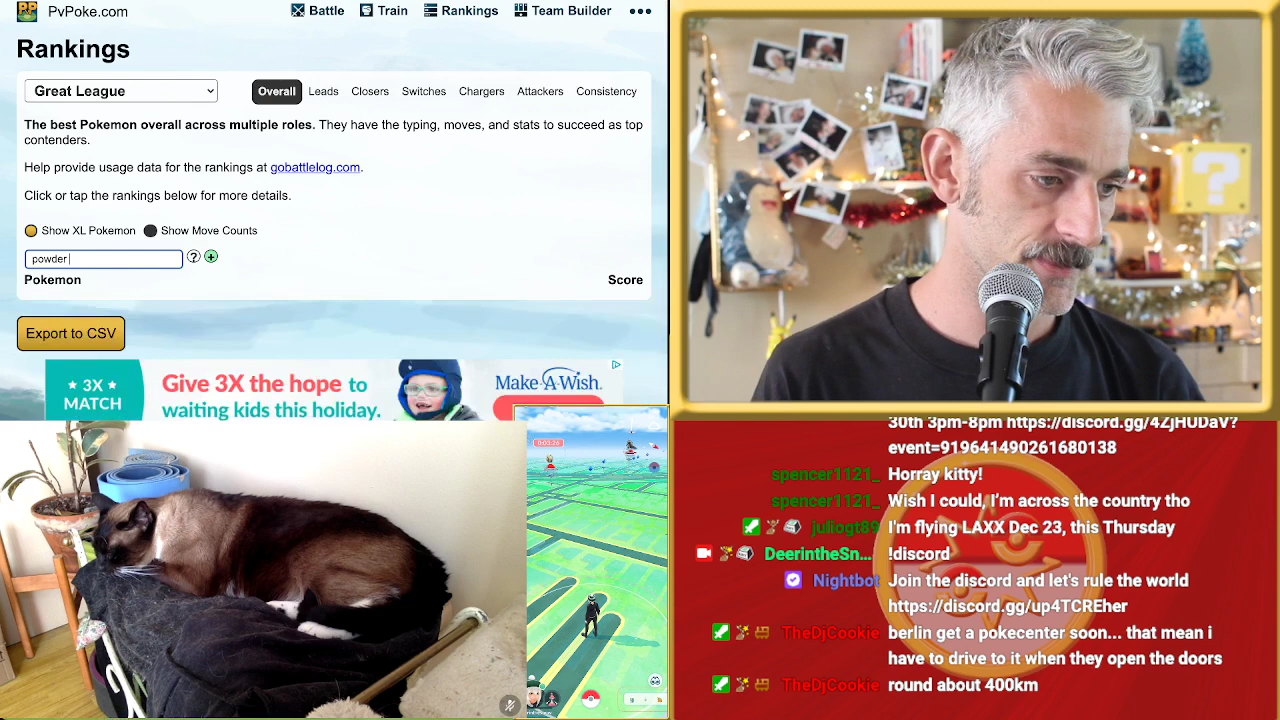 PvPoke.com
Battle
Train
Rankings
Team Builder
Rankings
Great League
Overall
Leads
Closers
Switches
Chargers
Attackers
Consistency
The best Pokemon overall across multiple roles. They have the typing, moves, and stats to succeed as top
contenders.
Help provide usage data for the rankings at gobattlelog.com.
Click or tap the rankings below for more details.
Show XL Pokemon
Show Move Counts
powder
?
+
Pokemon
Score
Export to CSV
3X
MATCH
Give 3X the hope to
waiting kids this holiday.
MAKE-A-WISH.
?
30th 3pm-8pm https://discord.gg/4ZjHUDaV?
event=919641490261680138
spencer1121_ Horray kitty!
spencer1121_ Wish I could, I'm across the country tho
juliogt89 I'm flying LAXX Dec 23, this Thursday
DeerintheSn... !discord
Nightbot Join the discord and let's rule the world
https://discord.gg/up4TCREher
TheDjCookie berlin get a pokecenter soon... that mean i
have to drive to it when they open the doors
TheDjCookie round about 400km